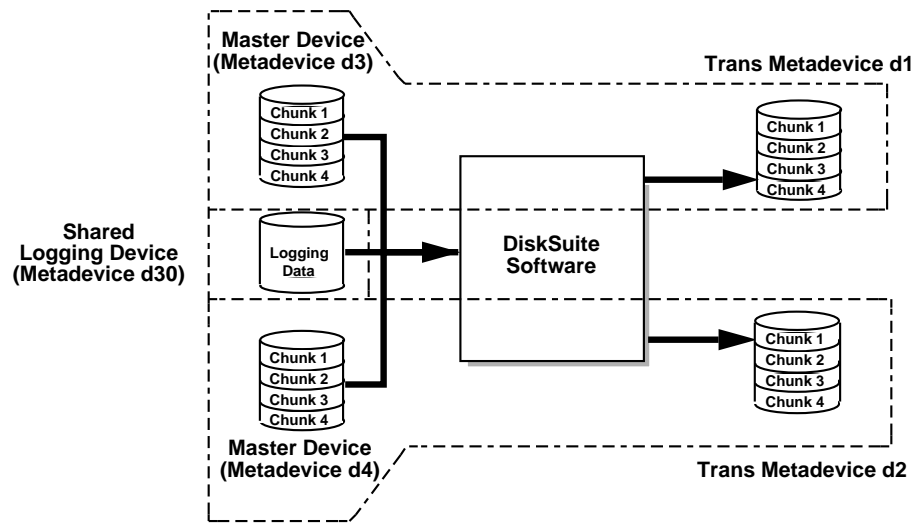 Master Device
(Metadevice d3)
Chunk 1
Chunk 2
Chunk 3
Chunk 4
Trans Metadevice d1
Chunk 1
Chunk 2
Chunk 3
Chunk 4
Shared
Logging Device
(Metadevice d30)
Logging
Data
DiskSuite
Software
Chunk 1
Chunk 2
Chunk 3
Chunk 4
Master Device
(Metadevice d4)
Chunk 1
Chunk 2
Chunk 3
Chunk 4
Trans Metadevice d2